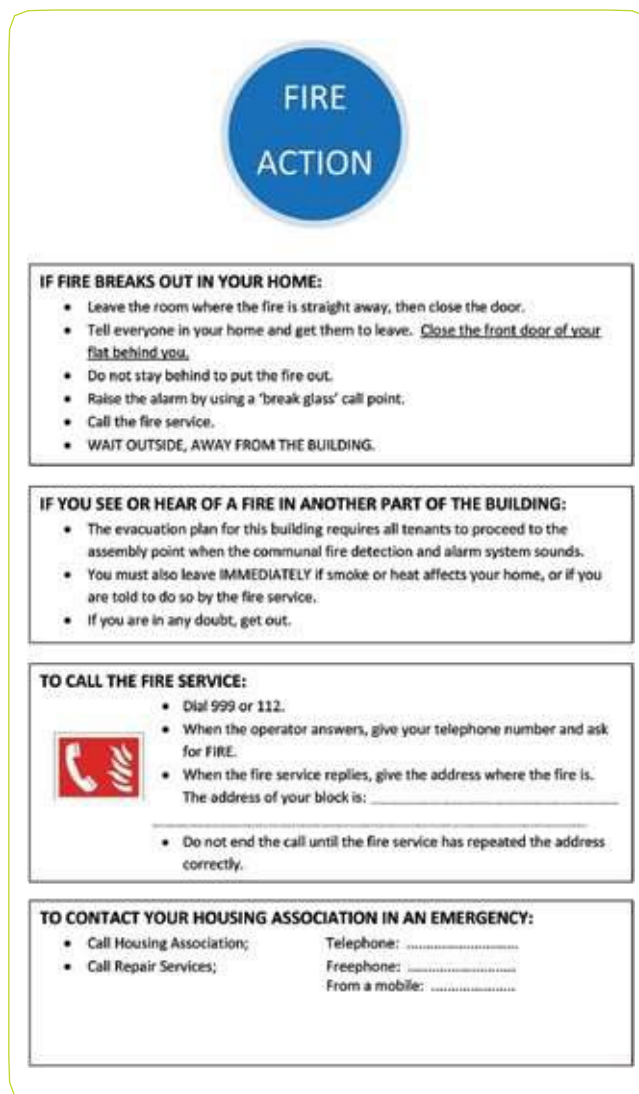 FIRE
ACTION
IF FIRE BREAKS OUT IN YOUR HOME:
• Leave the room where the fire is straight away, then close the door.
• Tell everyone in your home and get them to leave. Close the front door of your
flat behind you.
• Do not stay behind to put the fire out.
• Raise the alarm by using a 'break glass' call point.
• Call the fire service.
• WAIT OUTSIDE, AWAY FROM THE BUILDING.
IF YOU SEE OR HEAR OF A FIRE IN ANOTHER PART OF THE BUILDING:
• The evacuation plan for this building requires all tenants to proceed to the
assembly point when the communal fire detection and alarm system sounds.
• You must also leave IMMEDIATELY if smoke or heat affects your home, or if you
are told to do so by the fire service.
• If you are in any doubt, get out.
TO CALL THE FIRE SERVICE:
• Dial 999 or 112.
• When the operator answers, give your telephone number and ask
for FIRE.
• When the fire service replies, give the address where the fire is.
The address of your block is: ______________________________
______________________________________________________
• Do not end the call until the fire service has repeated the address
correctly.
TO CONTACT YOUR HOUSING ASSOCIATION IN AN EMERGENCY:
• Call Housing Association; Telephone: ............................
• Call Repair Services; Freephone: ...........................
From a mobile: .....................